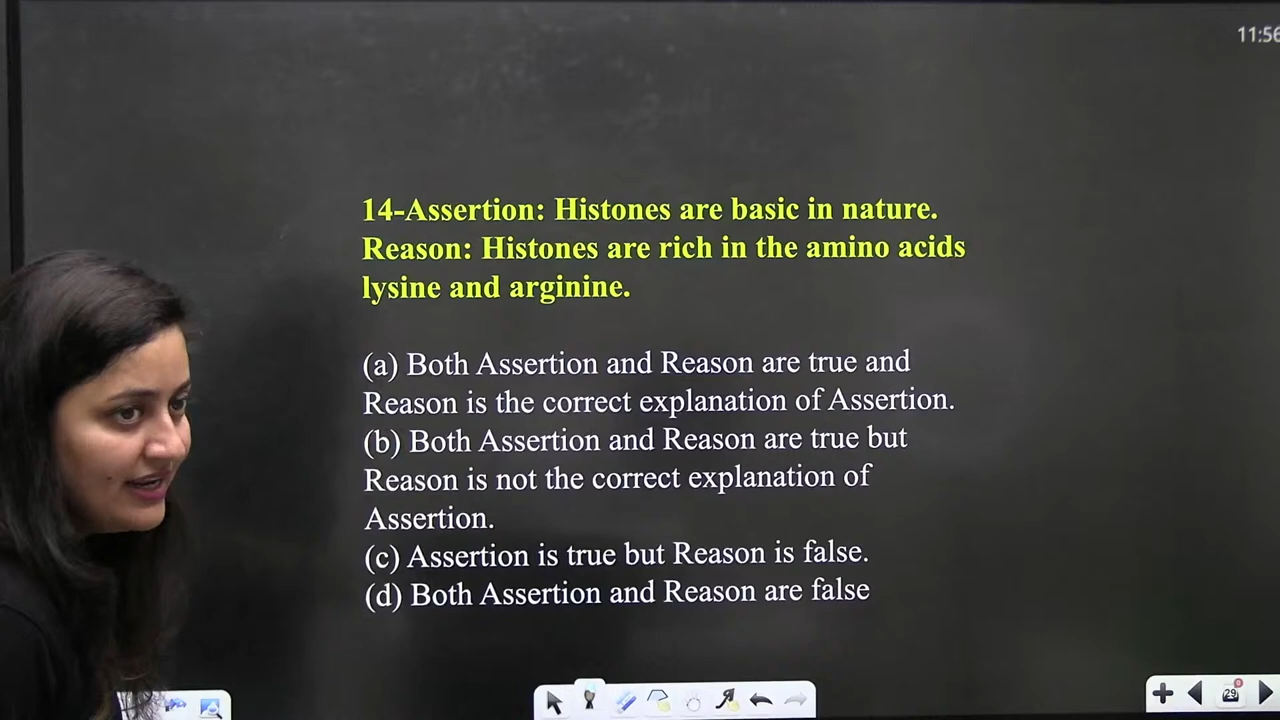 11:56
14-Assertion: Histones are basic in nature.
Reason: Histones are rich in the amino acids
lysine and arginine.
(a) Both Assertion and Reason are true and
Reason is the correct explanation of Assertion.
(b) Both Assertion and Reason are true but
Reason is not the correct explanation of
Assertion.
(c) Assertion is true but Reason is false.
(d) Both Assertion and Reason are false
29